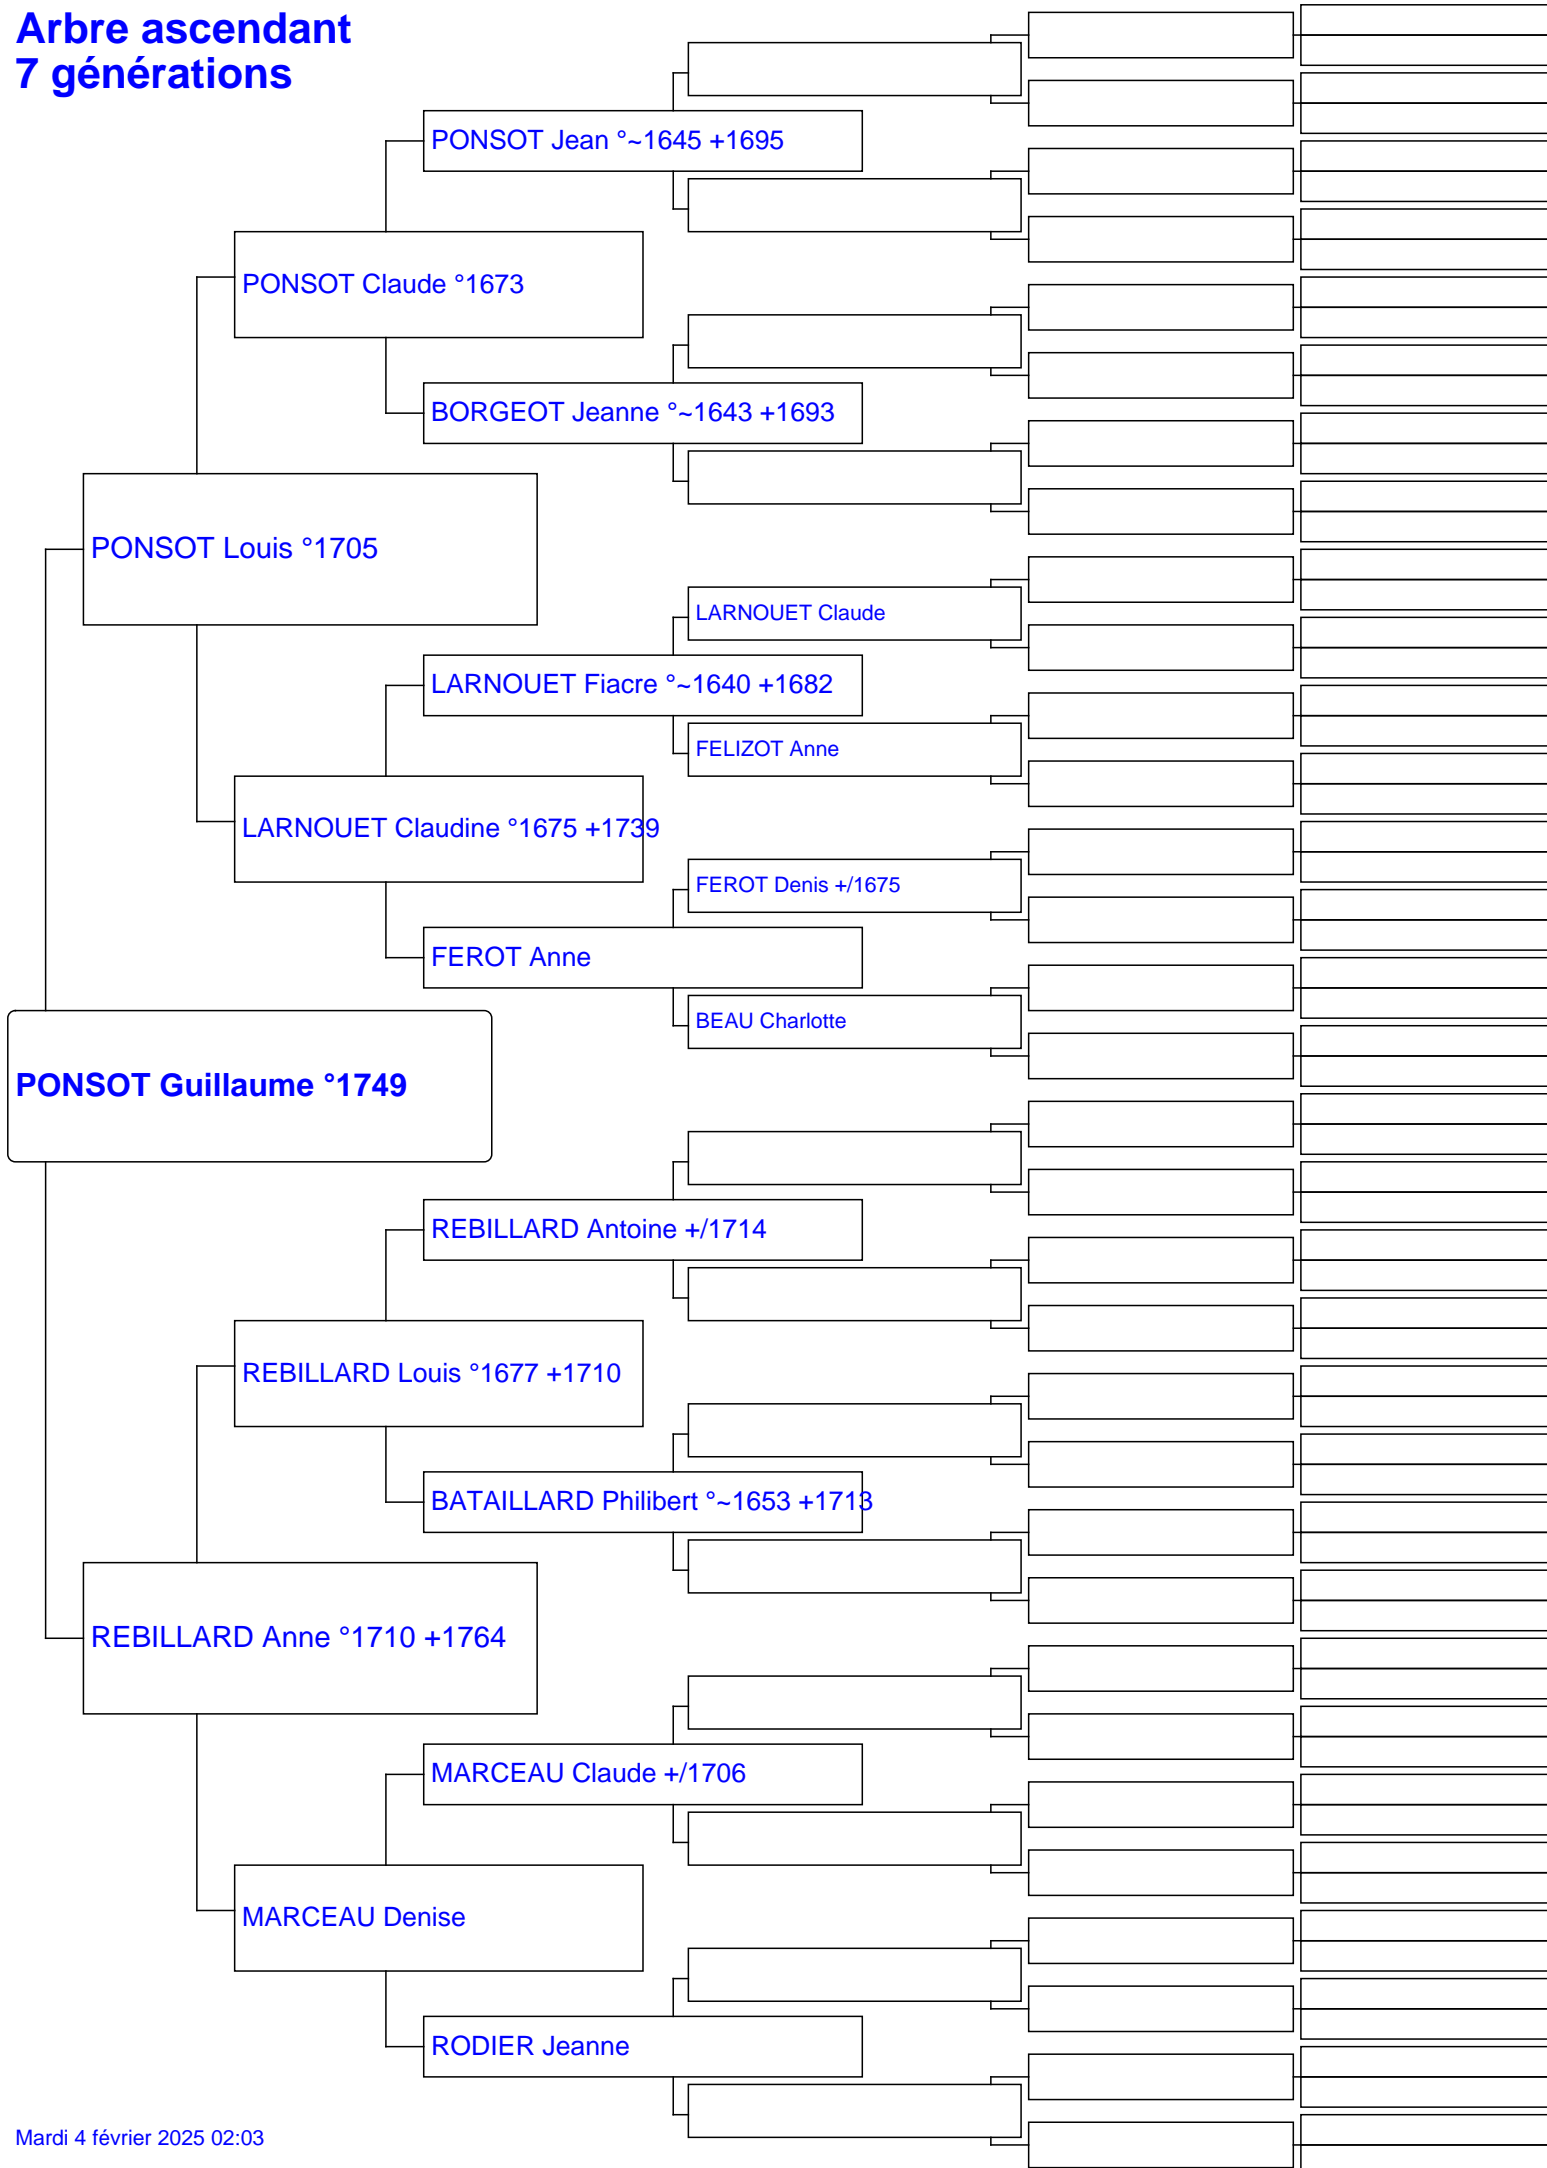 Arbre ascendant
7 générations
PONSOT Jean °~1645 +1695
PONSOT Claude °1673
BORGEOT Jeanne °~1643 +1693
PONSOT Louis °1705
LARNOUET Claude
LARNOUET Fiacre °~1640 +1682
FELIZOT Anne
LARNOUET Claudine °1675 +1739
FEROT Denis +/1675
FEROT Anne
BEAU Charlotte
PONSOT Guillaume °1749
REBILLARD Antoine +/1714
REBILLARD Louis °1677 +1710
BATAILLARD Philibert °~1653 +1713
REBILLARD Anne °1710 +1764
MARCEAU Claude +/1706
MARCEAU Denise
RODIER Jeanne
Mardi 4 février 2025 02:03